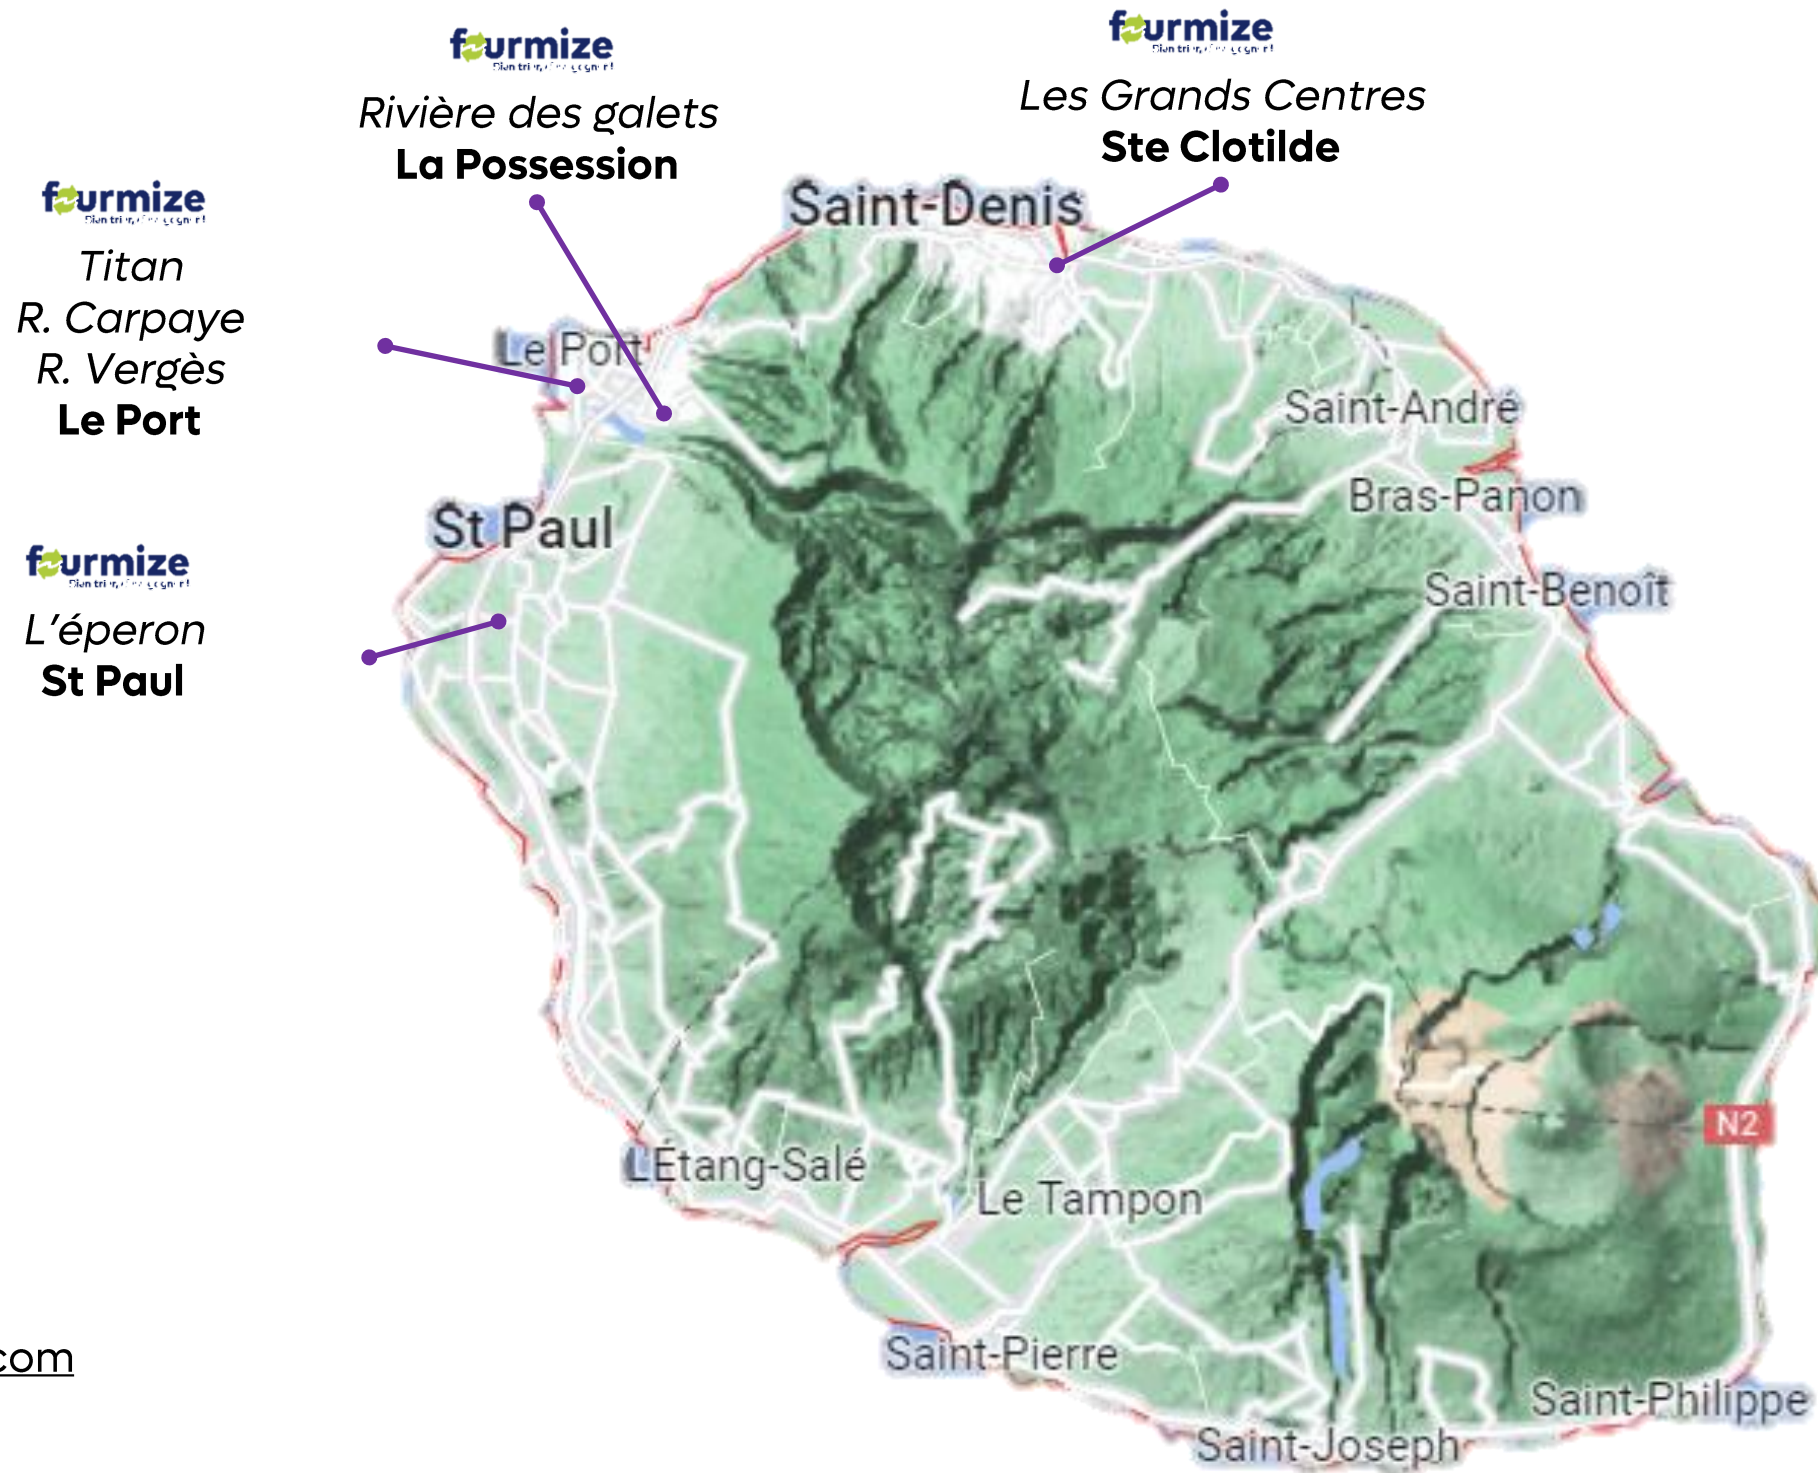 fourmize
Rivière des galets
La Possession
fourmize
Les Grands Centres
Ste Clotilde
fourmize
Titan
R. Carpaye
R. Vergès
Le Port
fourmize
L’éperon
St Paul
com
Saint-Denis
Le Port
Saint-André
Bras-Panon
St Paul
Saint-Benoît
N2
L'Étang-Salé
Le Tampon
Saint-Pierre
Saint-Philippe
Saint-Joseph